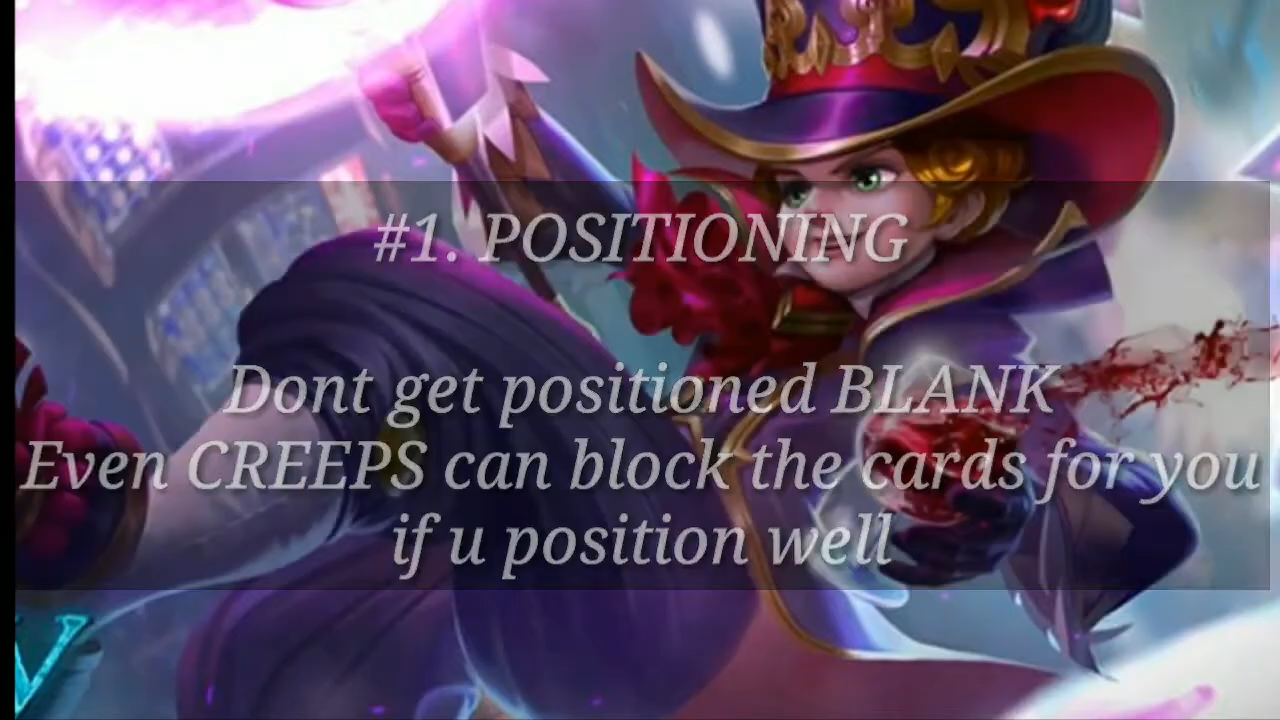 #1. POSITIONING
Dont get positioned BLANK
Even CREEPS can block the cards for you
if u position well